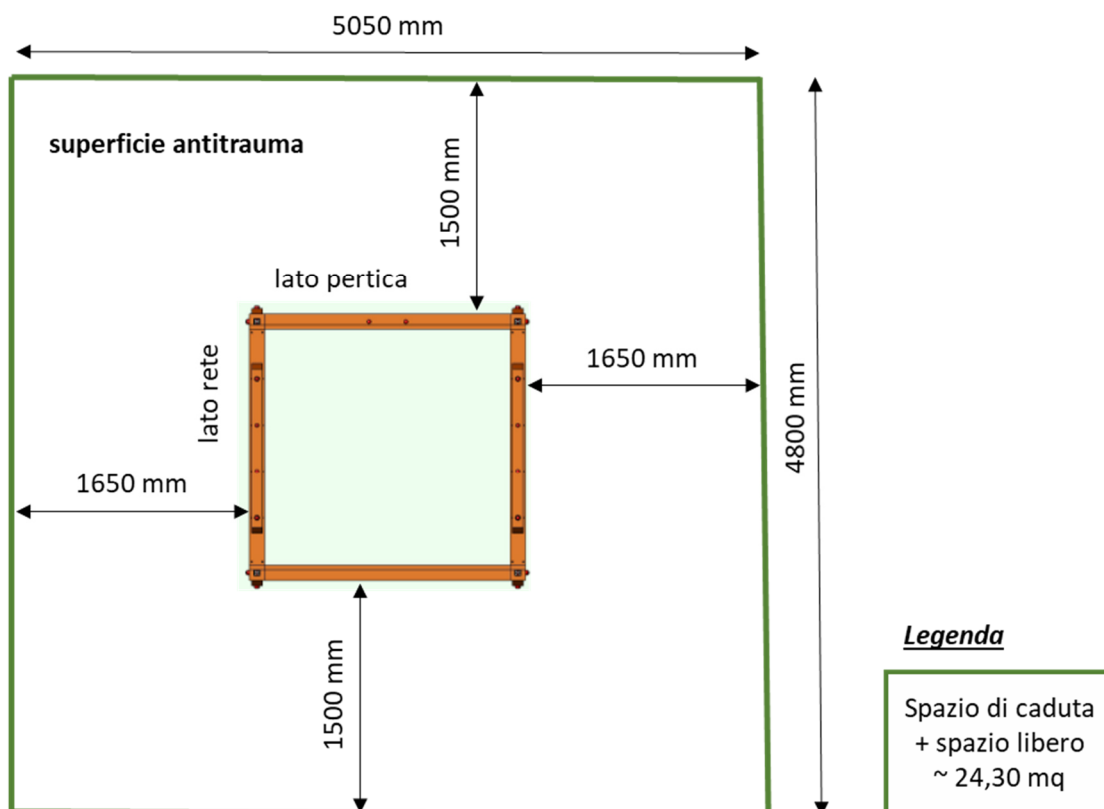 5050 mm
superficie antitrauma
1500 mm
lato pertica
lato rete
1650 mm
4800 mm
1650 mm
1500 mm
Legenda
Spazio di caduta
+ spazio libero
~ 24,30 mq